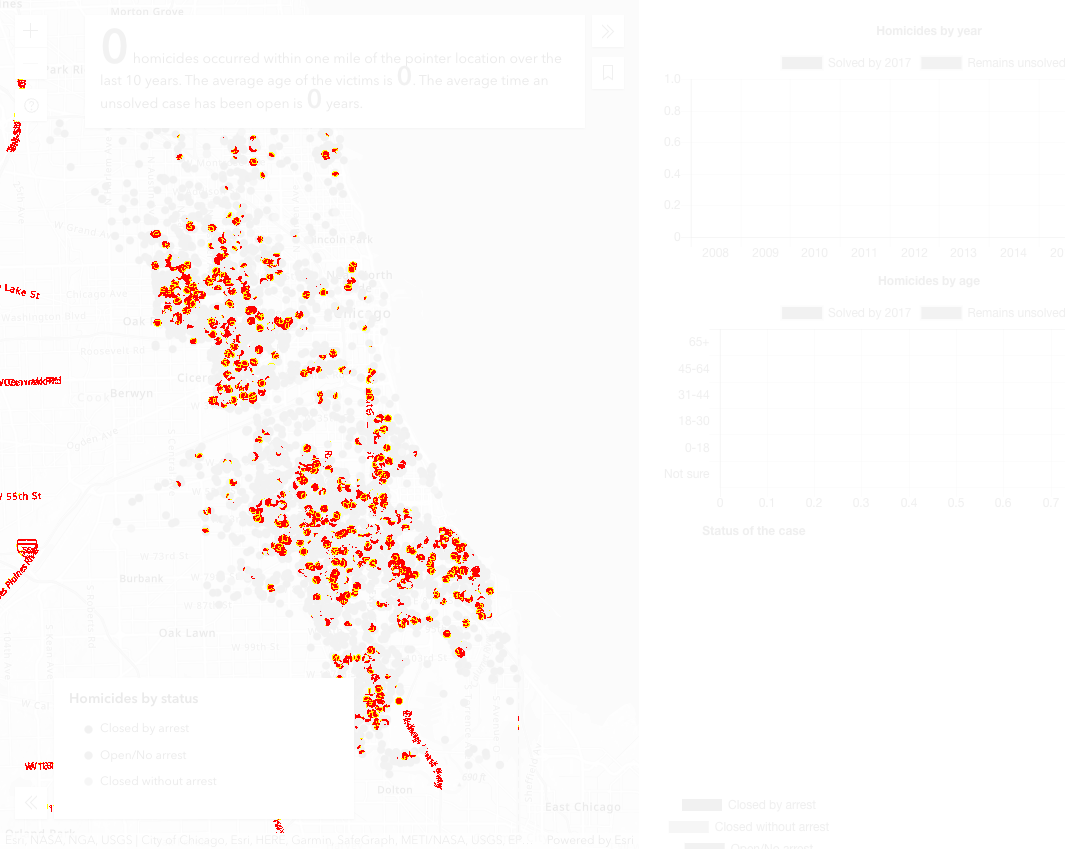 Morton Grove
0 homicides occurred within one mile of the pointer location over the
last 10 years. The average age of the victims is 0. The average time an
unsolved case has been open is 0 years.
Lincoln Park
W Grand Ave
Lake St
Chicago Ave
Washington Blvd
Chicago
Oak
Roosevelt Rd
Cicero
Berwyn
Cook
Ogden Ave
W 55th St
W 73rd St
Burbank
W 87th St
Oak Lawn
W 99th St
Homicides by status
Closed by arrest
Open/No arrest
Closed without arrest
Dolton
East Chicago
Orland Park
Esri, NASA, NGA, USGS | City of Chicago, Esri, HERE, Garmin, SafeGraph, METI/NASA, USGS, EP
Powered by Esri
Homicides by year
Solved by 2017 Remains unsolved
1.0
0.8
0.6
0.4
0.2
0
2008 2009 2010 2011 2012 2013 2014 20
Homicides by age
Solved by 2017 Remains unsolved
65+
45-64
31-44
18-30
0-18
Not sure
0 0.1 0.2 0.3 0.4 0.5 0.6 0.7
Status of the case
Closed by arrest
Closed without arrest
Open/No arrest